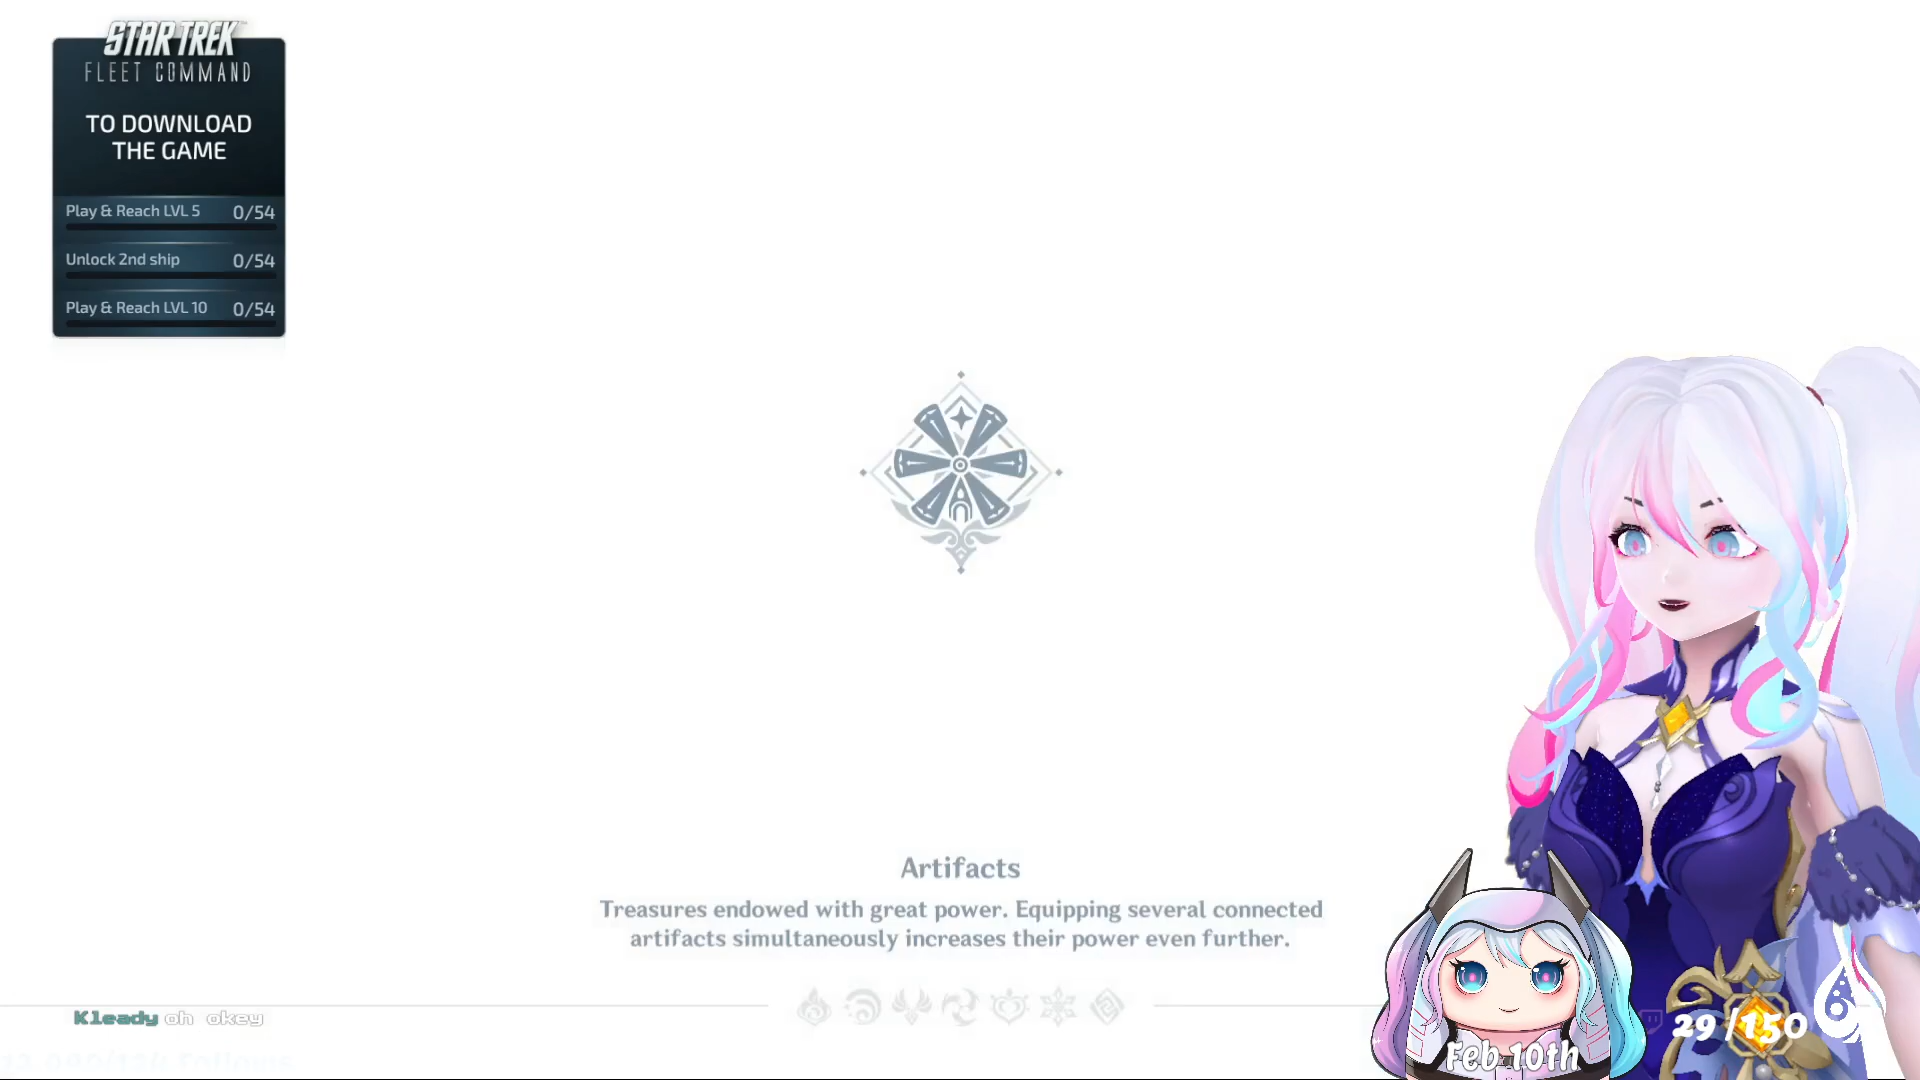 STAR TREK
FLEET COMMAND
TO DOWNLOAD
THE GAME
Play & Reach LVL 5 0/54
Unlock 2nd ship 0/54
Play & Reach LVL 10 0/54
Artifacts
Treasures endowed with great power. Equipping several connected
artifacts simultaneously increases their power even further.
Kleady oh okey
29 /150
Feb 10th